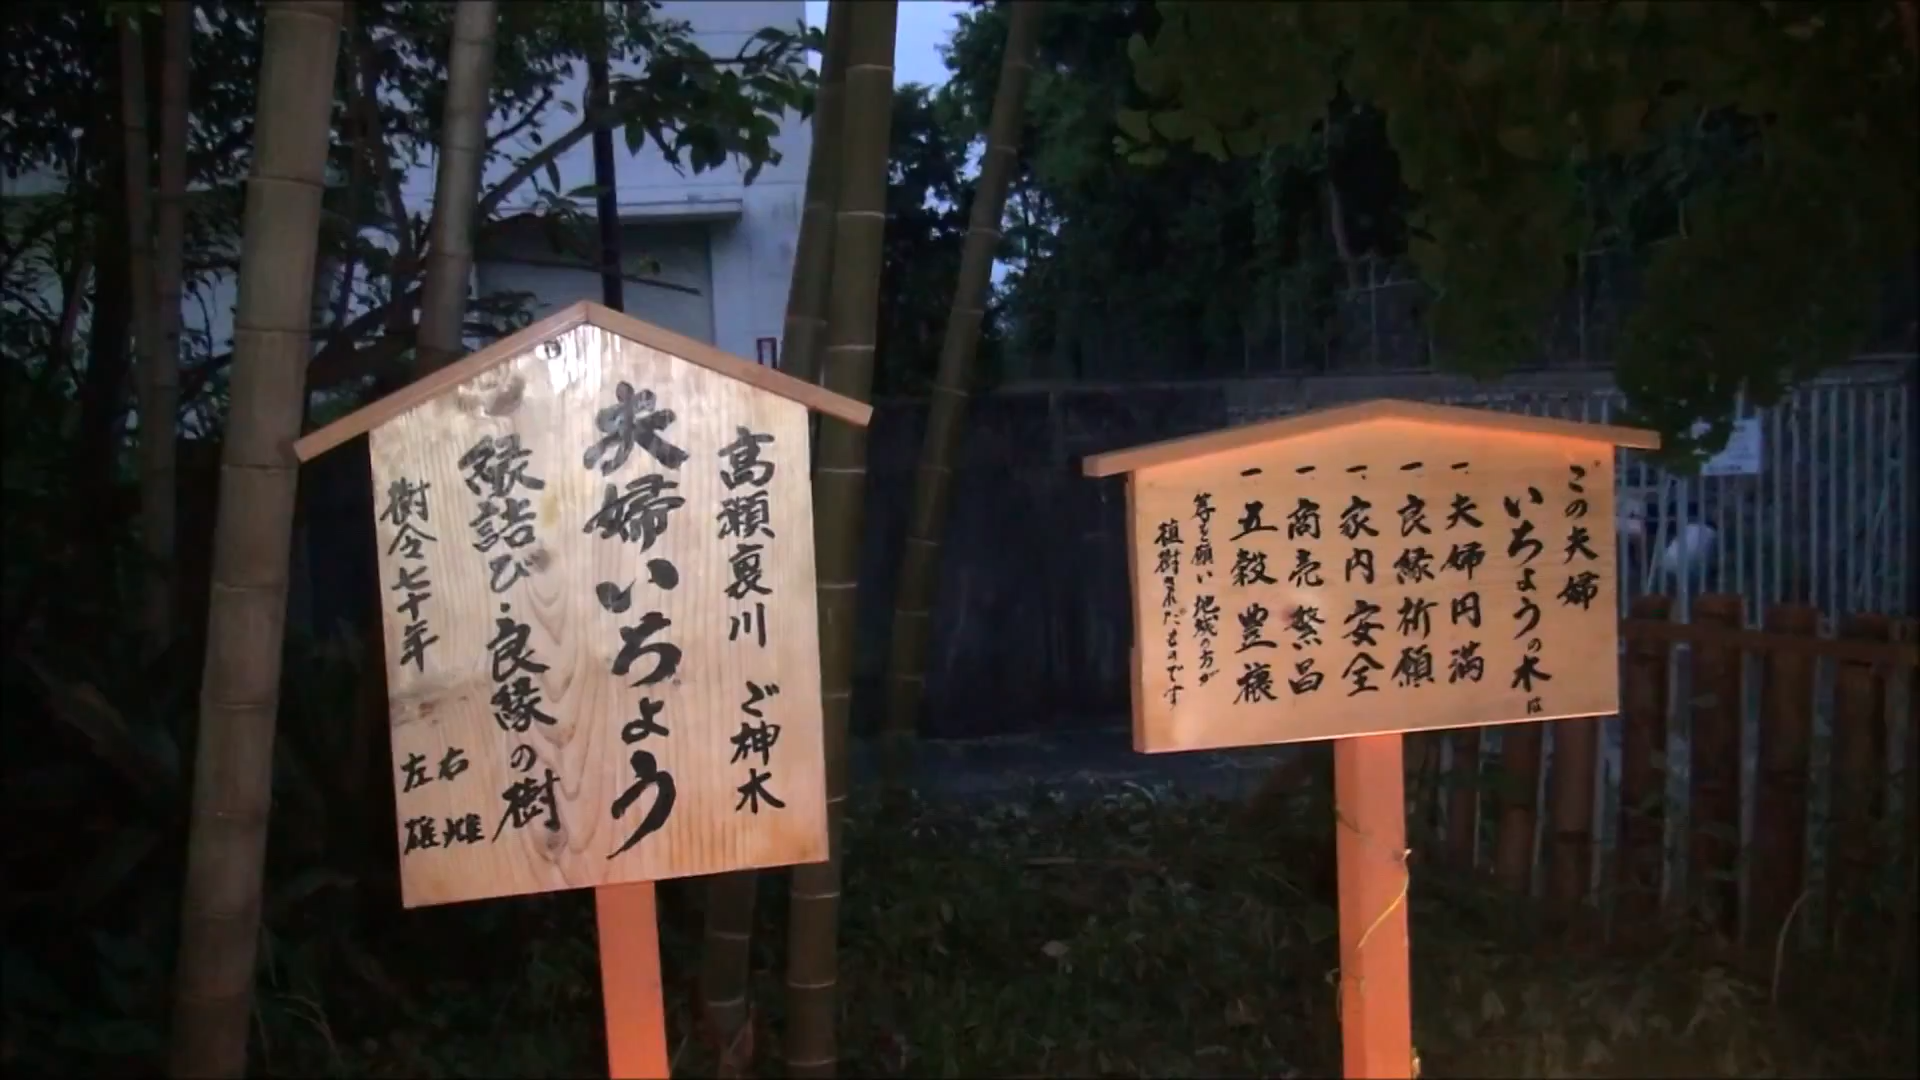 高瀬裏川 ご神木
夫婦いちょう
縁詰び・良縁の樹
樹令七十年
右 雌
左 雄
この夫婦
いちょうの木は
一、夫婦円満
一、良縁祈願
一、家内安全
一、商売繁昌
一、五穀豊穣
等を願い地域の方が
植樹されたものです